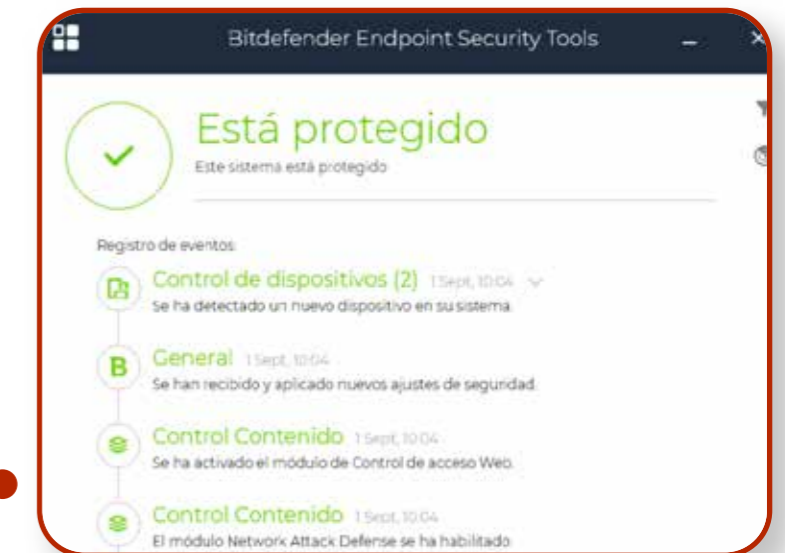 Bitdefender Endpoint Security Tools
Está protegido
Este sistema está protegido
Registro de eventos
Control de dispositivos (2) 1 Sept, 10:04
Se ha detectado un nuevo dispositivo en su sistema.
B
General 1 Sept, 10:04
Se han recibido y aplicado nuevos ajustes de seguridad.
Control Contenido 1 Sept, 10:04
Se ha activado el módulo de Control de acceso Web.
Control Contenido 1 Sept, 10:04
El módulo Network Attack Defense se ha habilitado